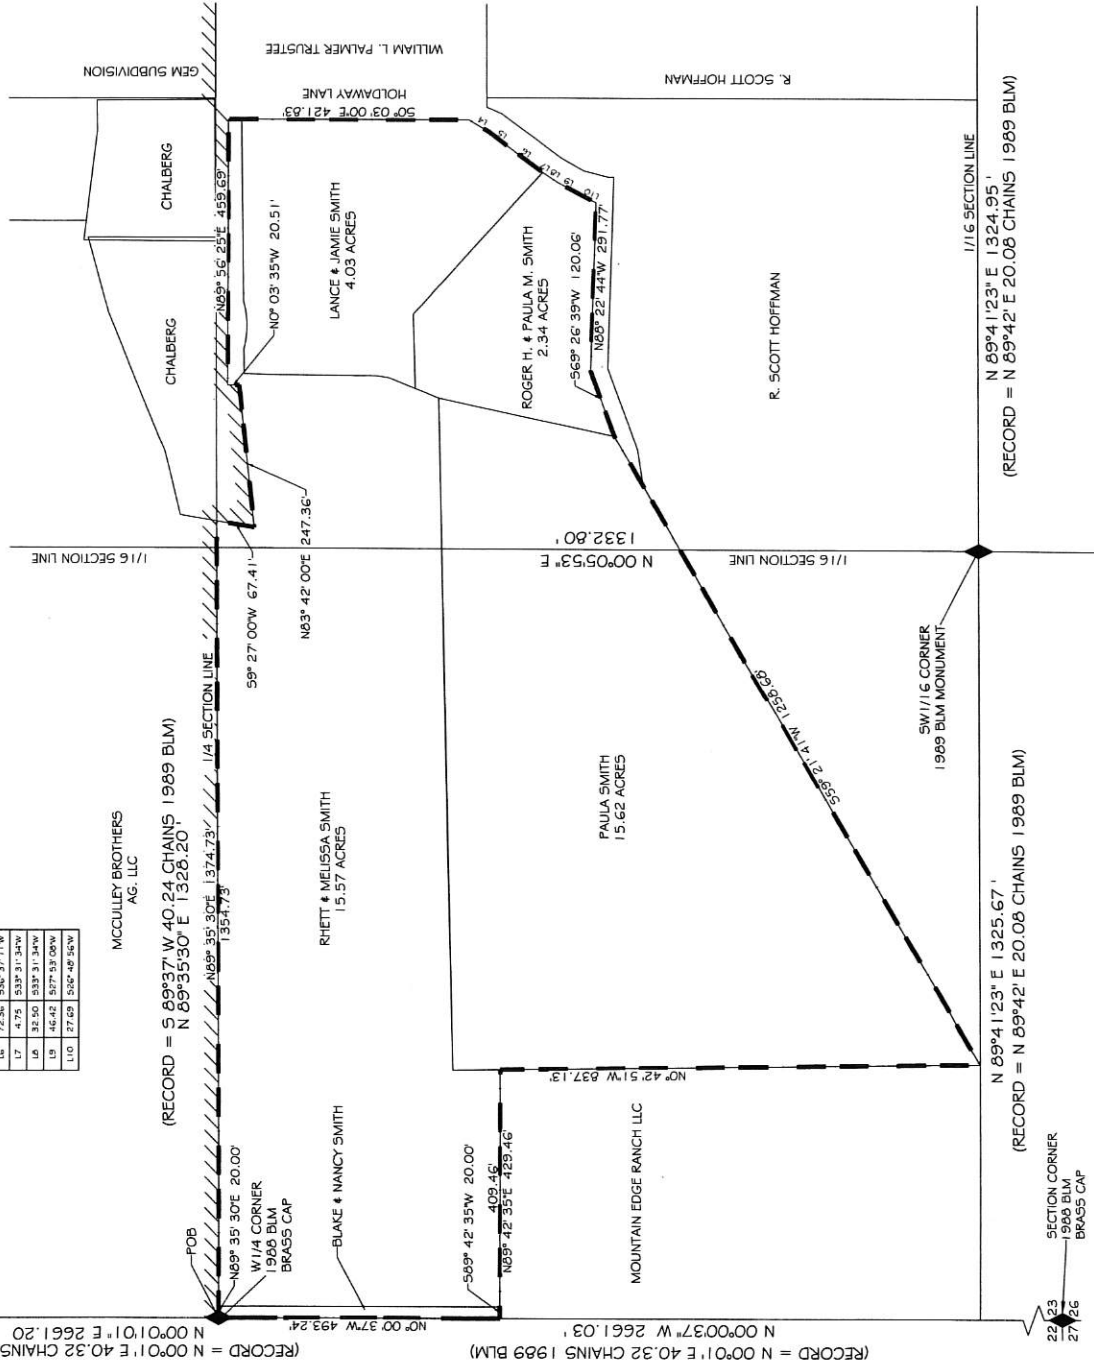 GEM SUBDIVISION
WILLIAM L. PALMER TRUSTEE
R. SCOTT HOFFMAN
HOLDAWAY LANE
S0° 03' 00"E 421.83'
CHALBERG
CHALBERG
N89° 56' 25"E 459.69'
N0° 03' 35"W 20.51'
LANCE & JAMIE SMITH
4.03 ACRES
L4
L5
L6
L7
L8
L9
L10
ROGER H. & PAULA M. SMITH
2.34 ACRES
S69° 26' 39"W 120.06'
N88° 22' 44"W 291.77'
R. SCOTT HOFFMAN
1/16 SECTION LINE
N 89°41'23" E 1324.95'
(RECORD = N 89°42' E 20.08 CHAINS 1989 BLM)
N83° 42' 00"E 247.36'
S9° 27' 00"W 67.41'
1/16 SECTION LINE
N 00°05'53" E
1332.80'
1/16 SECTION LINE
SW1/16 CORNER
1989 BLM MONUMENT
MCCULLEY BROTHERS
AG. LLC
(RECORD = S 89°37' W 40.24 CHAINS 1989 BLM)
N 89°35'30" E 1328.20'
1/4 SECTION LINE
N89° 35' 30"E 1374.73'
1354.73'
RHETT & MELISSA SMITH
15.57 ACRES
PAULA SMITH
15.62 ACRES
S59° 21' 41"W 1258.68'
N 89°41'23" E 1325.67'
(RECORD = N 89°42' E 20.08 CHAINS 1989 BLM)
L6 72.36
L7 4.75 S33° 31' 34"W
L8 32.50 S33° 31' 34"W
L9 46.42 S27° 53' 08"W
L10 27.69 S26° 48' 56"W
POB
N89° 35' 30"E 20.00'
W1/4 CORNER
1988 BLM
BRASS CAP
BLAKE & NANCY SMITH
N0° 00' 37"W 493.24'
S89° 42' 35"W 20.00'
409.46'
N89° 42' 35"E 429.46'
N0° 42' 51"W 837.13'
MOUNTAIN EDGE RANCH LLC
N 00°01'01" E 2661.20
(RECORD = N 00°01' E 40.32 CHAINS
N 00°00'37" W 2661.03'
(RECORD = N 00°01' E 40.32 CHAINS 1989 BLM)
SECTION CORNER
1988 BLM
BRASS CAP
22 23
27 26